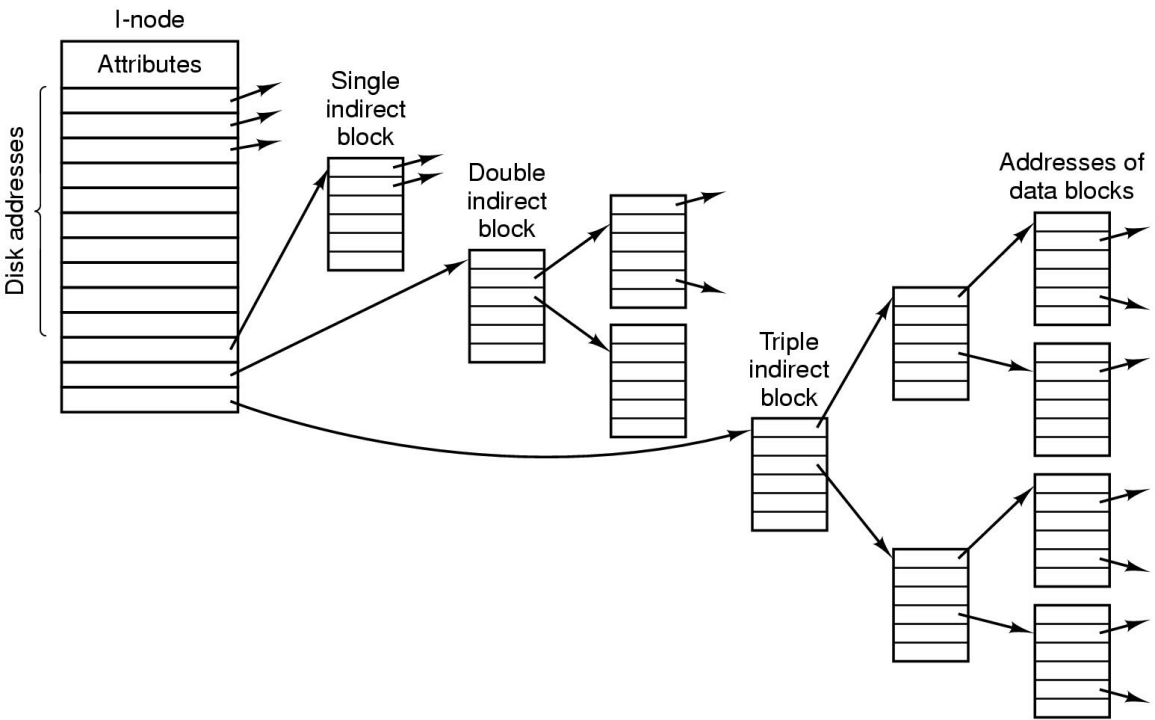 I-node
Attributes
Disk addresses
Single
indirect
block
Double
indirect
block
Triple
indirect
block
Addresses of
data blocks